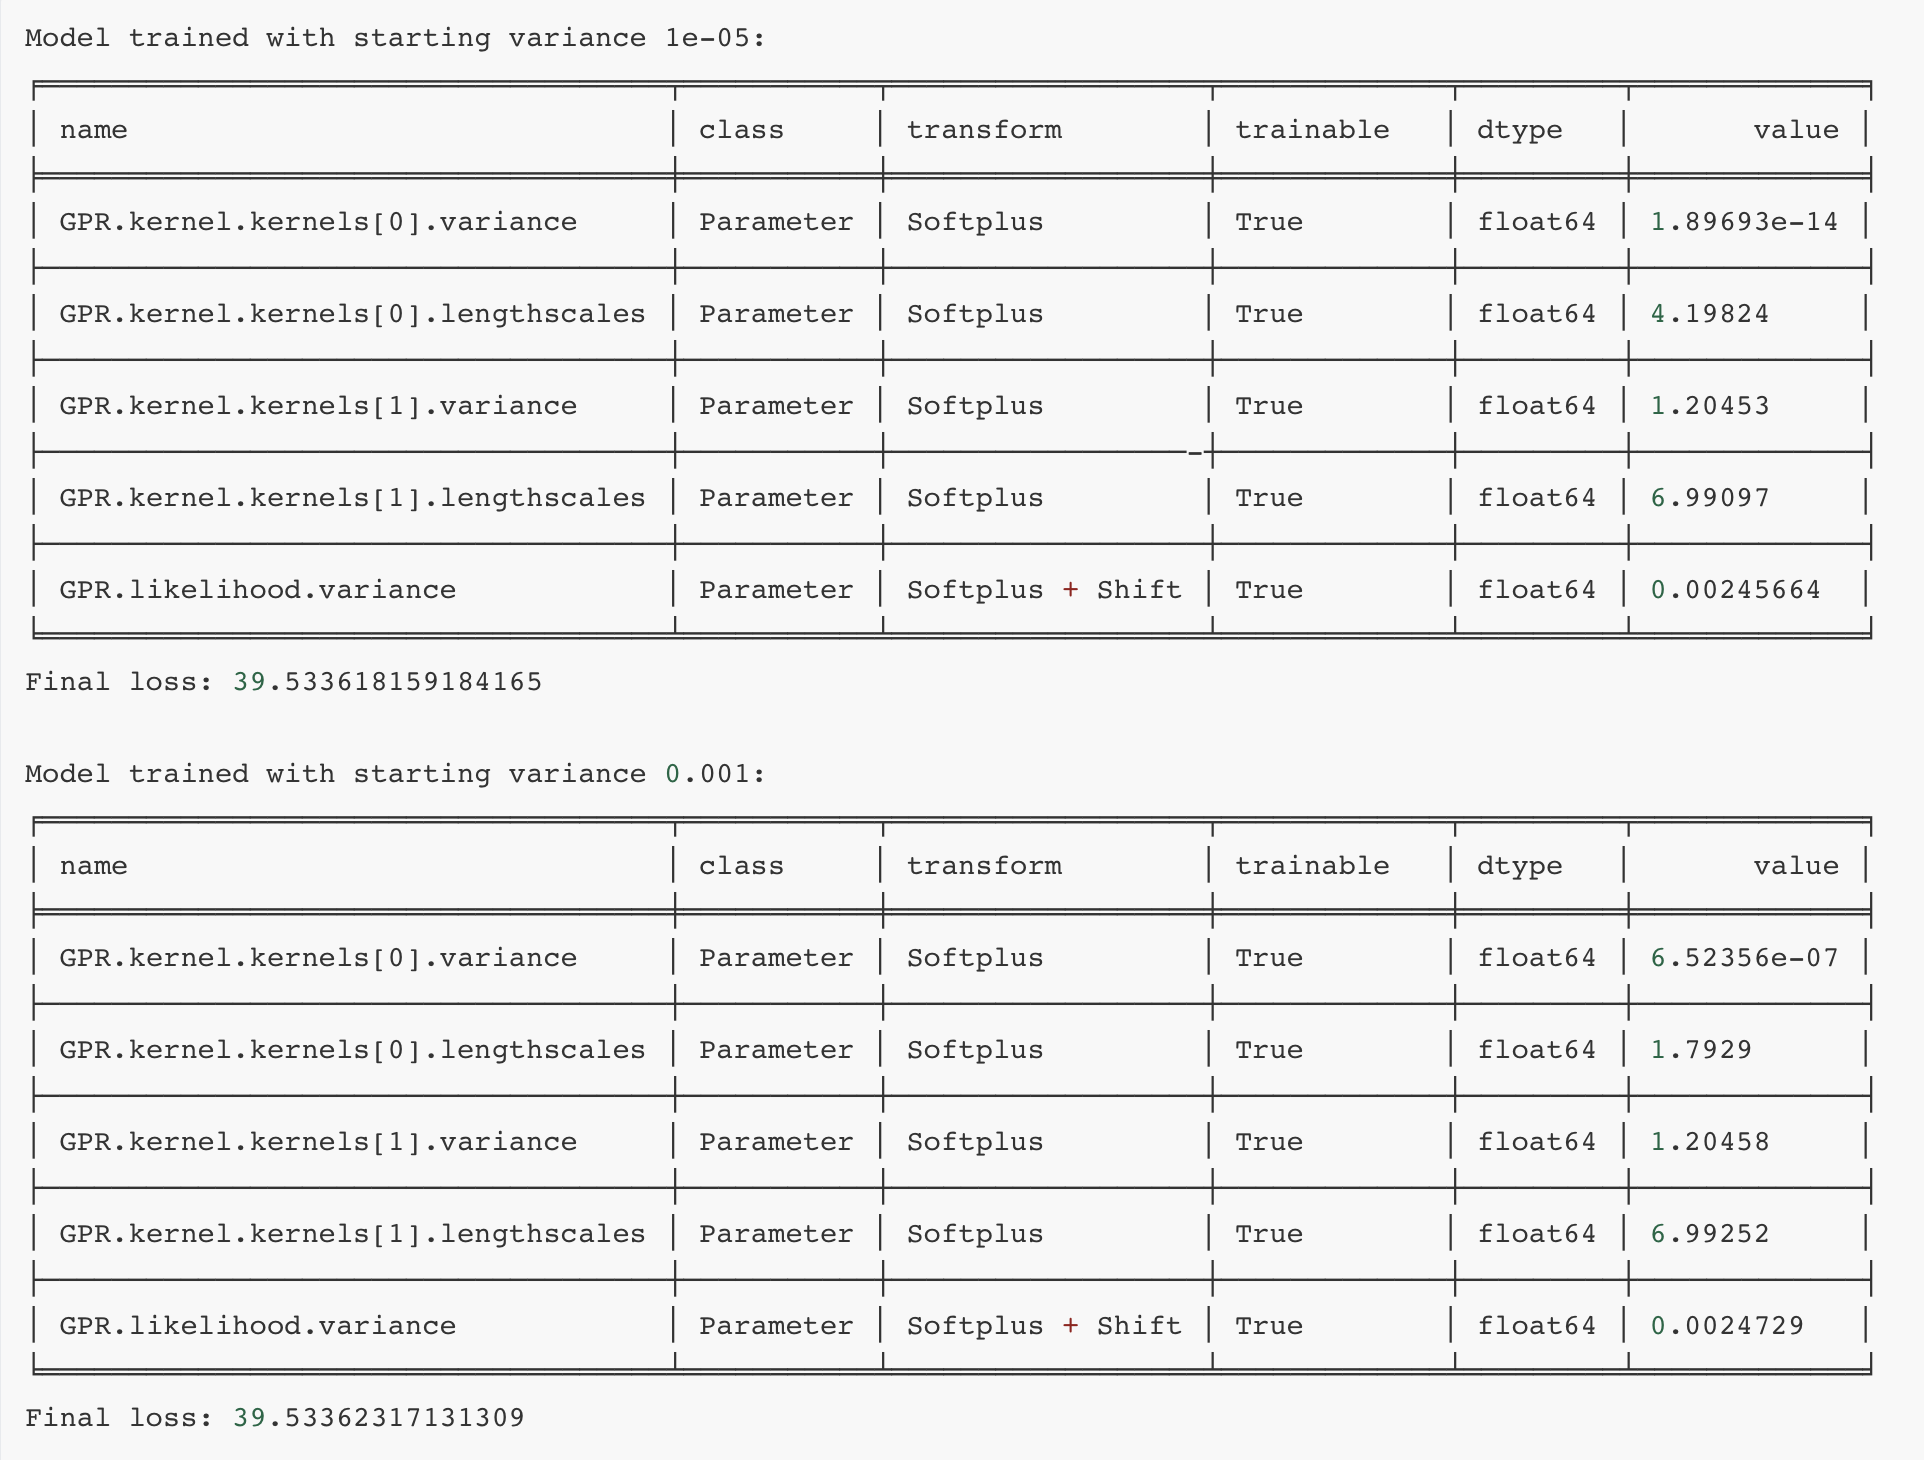 Model trained with starting variance 1e-05:
name class transform trainable dtype value
GPR.kernel.kernels[0].variance Parameter Softplus True float64 1.89693e-14
GPR.kernel.kernels[0].lengthscales Parameter Softplus True float64 4.19824
GPR.kernel.kernels[1].variance Parameter Softplus True float64 1.20453
GPR.kernel.kernels[1].lengthscales Parameter Softplus True float64 6.99097
GPR.likelihood.variance Parameter Softplus + Shift True float64 0.00245664
Final loss: 39.533618159184165
Model trained with starting variance 0.001:
name class transform trainable dtype value
GPR.kernel.kernels[0].variance Parameter Softplus True float64 6.52356e-07
GPR.kernel.kernels[0].lengthscales Parameter Softplus True float64 1.7929
GPR.kernel.kernels[1].variance Parameter Softplus True float64 1.20458
GPR.kernel.kernels[1].lengthscales Parameter Softplus True float64 6.99252
GPR.likelihood.variance Parameter Softplus + Shift True float64 0.0024729
Final loss: 39.53362317131309